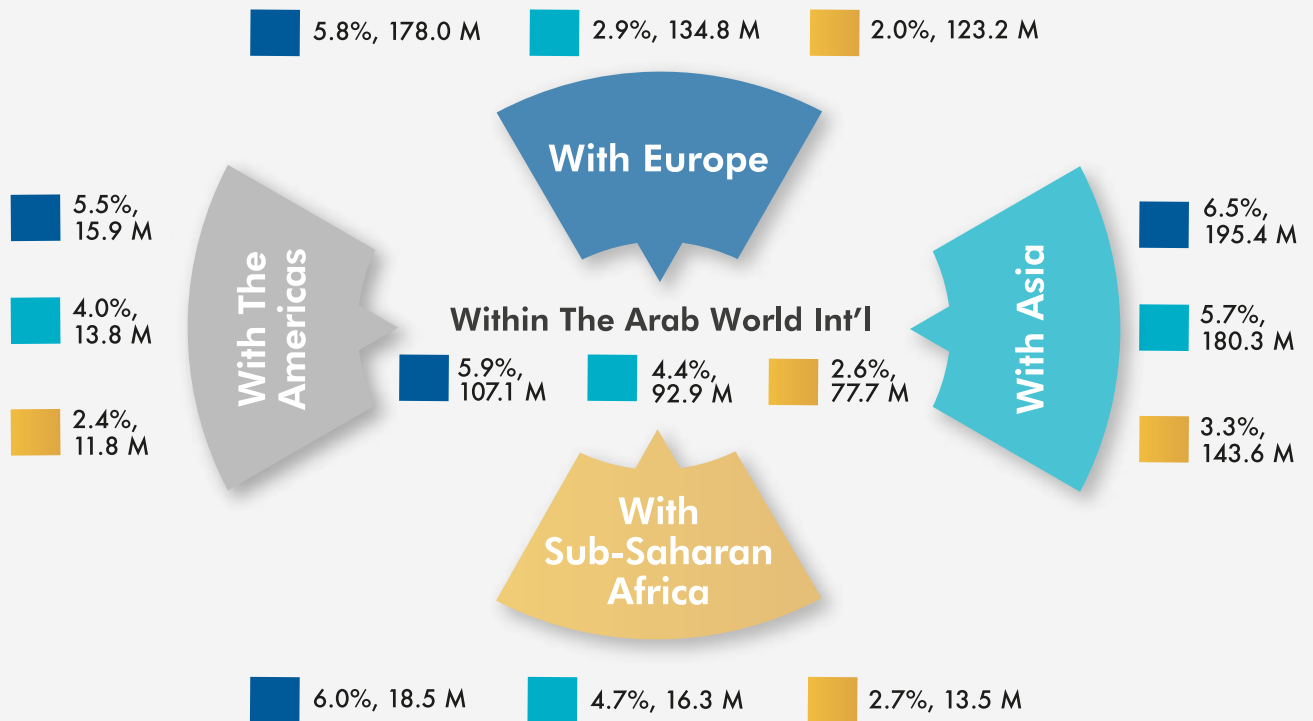 5.8%, 178.0 M
2.9%, 134.8 M
2.0%, 123.2 M
With Europe
5.5%,
15.9 M
4.0%,
13.8 M
2.4%,
11.8 M
With The
Americas
Within The Arab World Int'l
5.9%,
107.1 M
4.4%,
92.9 M
2.6%,
77.7 M
With Asia
6.5%,
195.4 M
5.7%,
180.3 M
3.3%,
143.6 M
With
Sub-Saharan
Africa
6.0%, 18.5 M
4.7%, 16.3 M
2.7%, 13.5 M